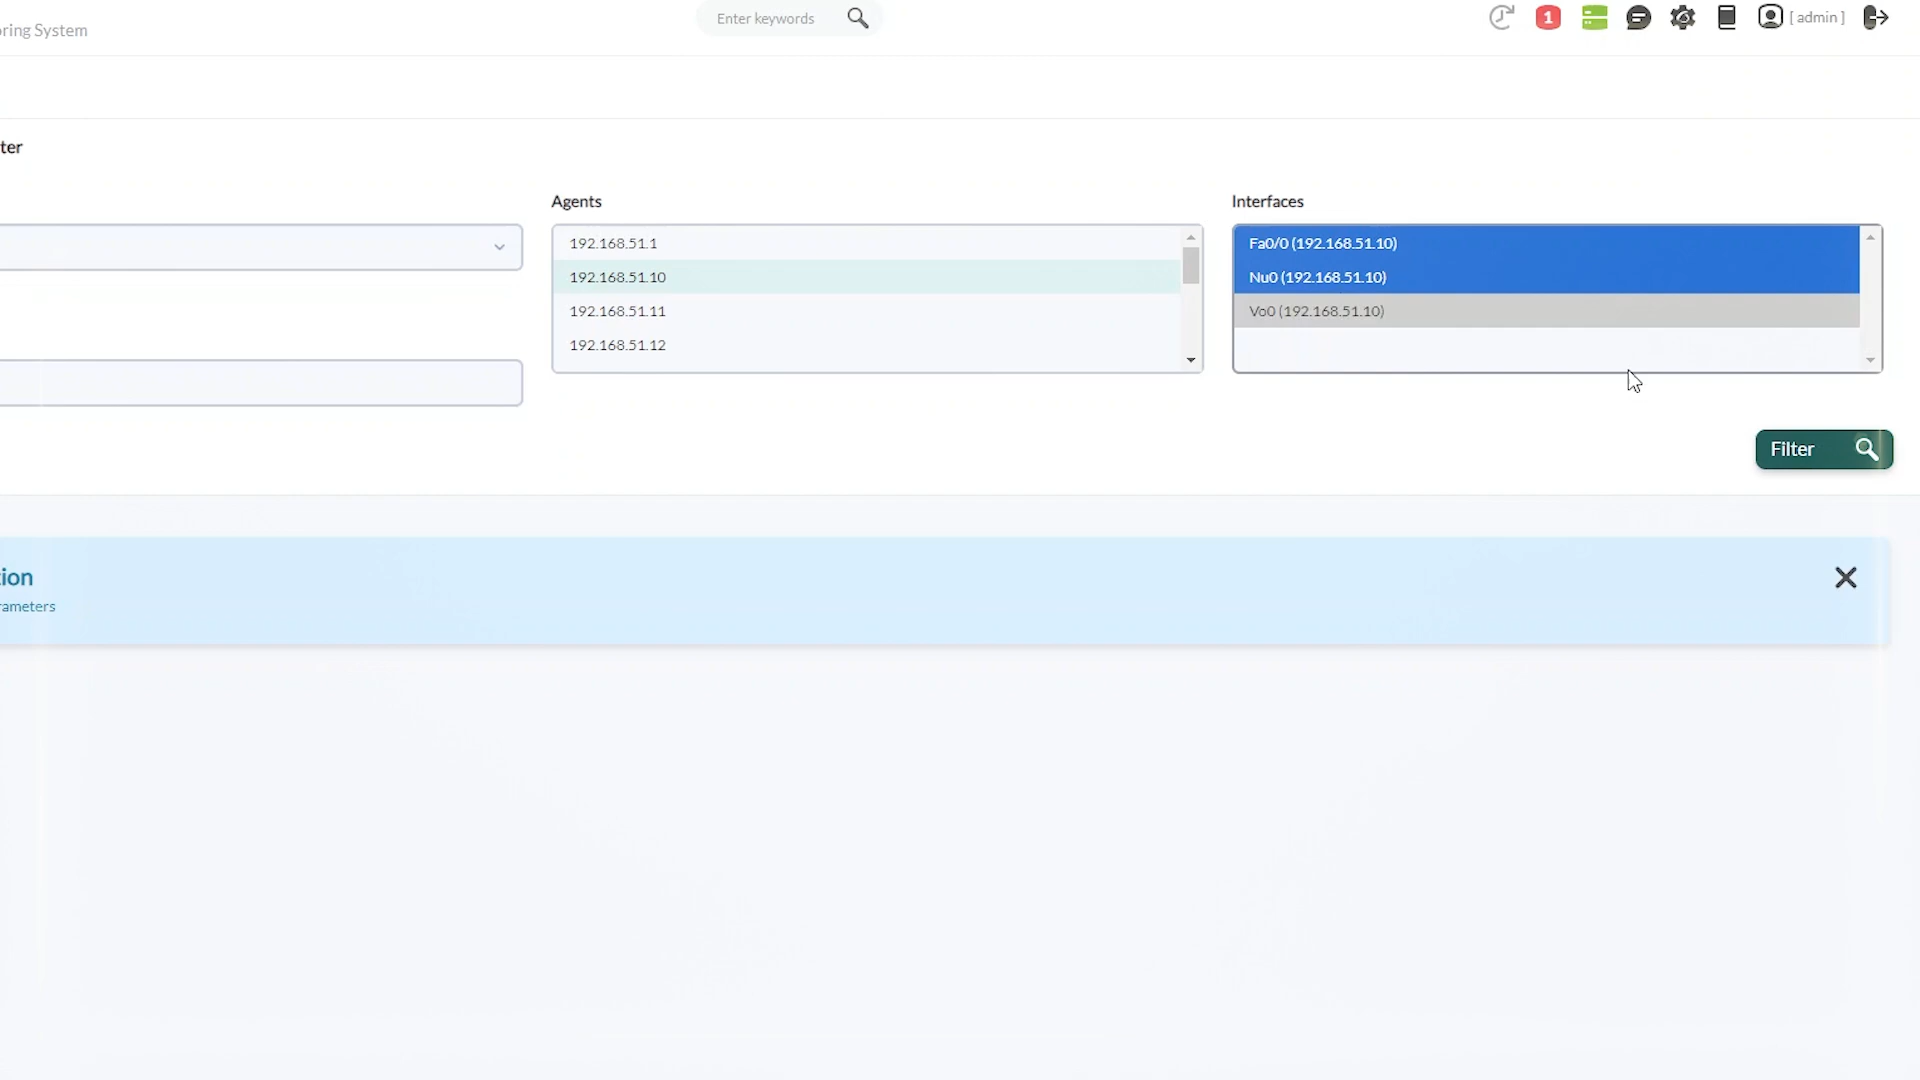 oring System
Enter keywords
1
[ admin ]
ter
Agents
Interfaces
192.168.51.1
192.168.51.10
192.168.51.11
192.168.51.12
Fa0/0 (192.168.51.10)
Nu0 (192.168.51.10)
Vo0 (192.168.51.10)
Filter
tion
rameters